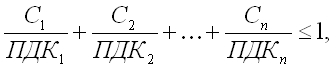 C₁/ПДК₁ + C₂/ПДК₂ + … + Cₙ/ПДКₙ ≤ 1,